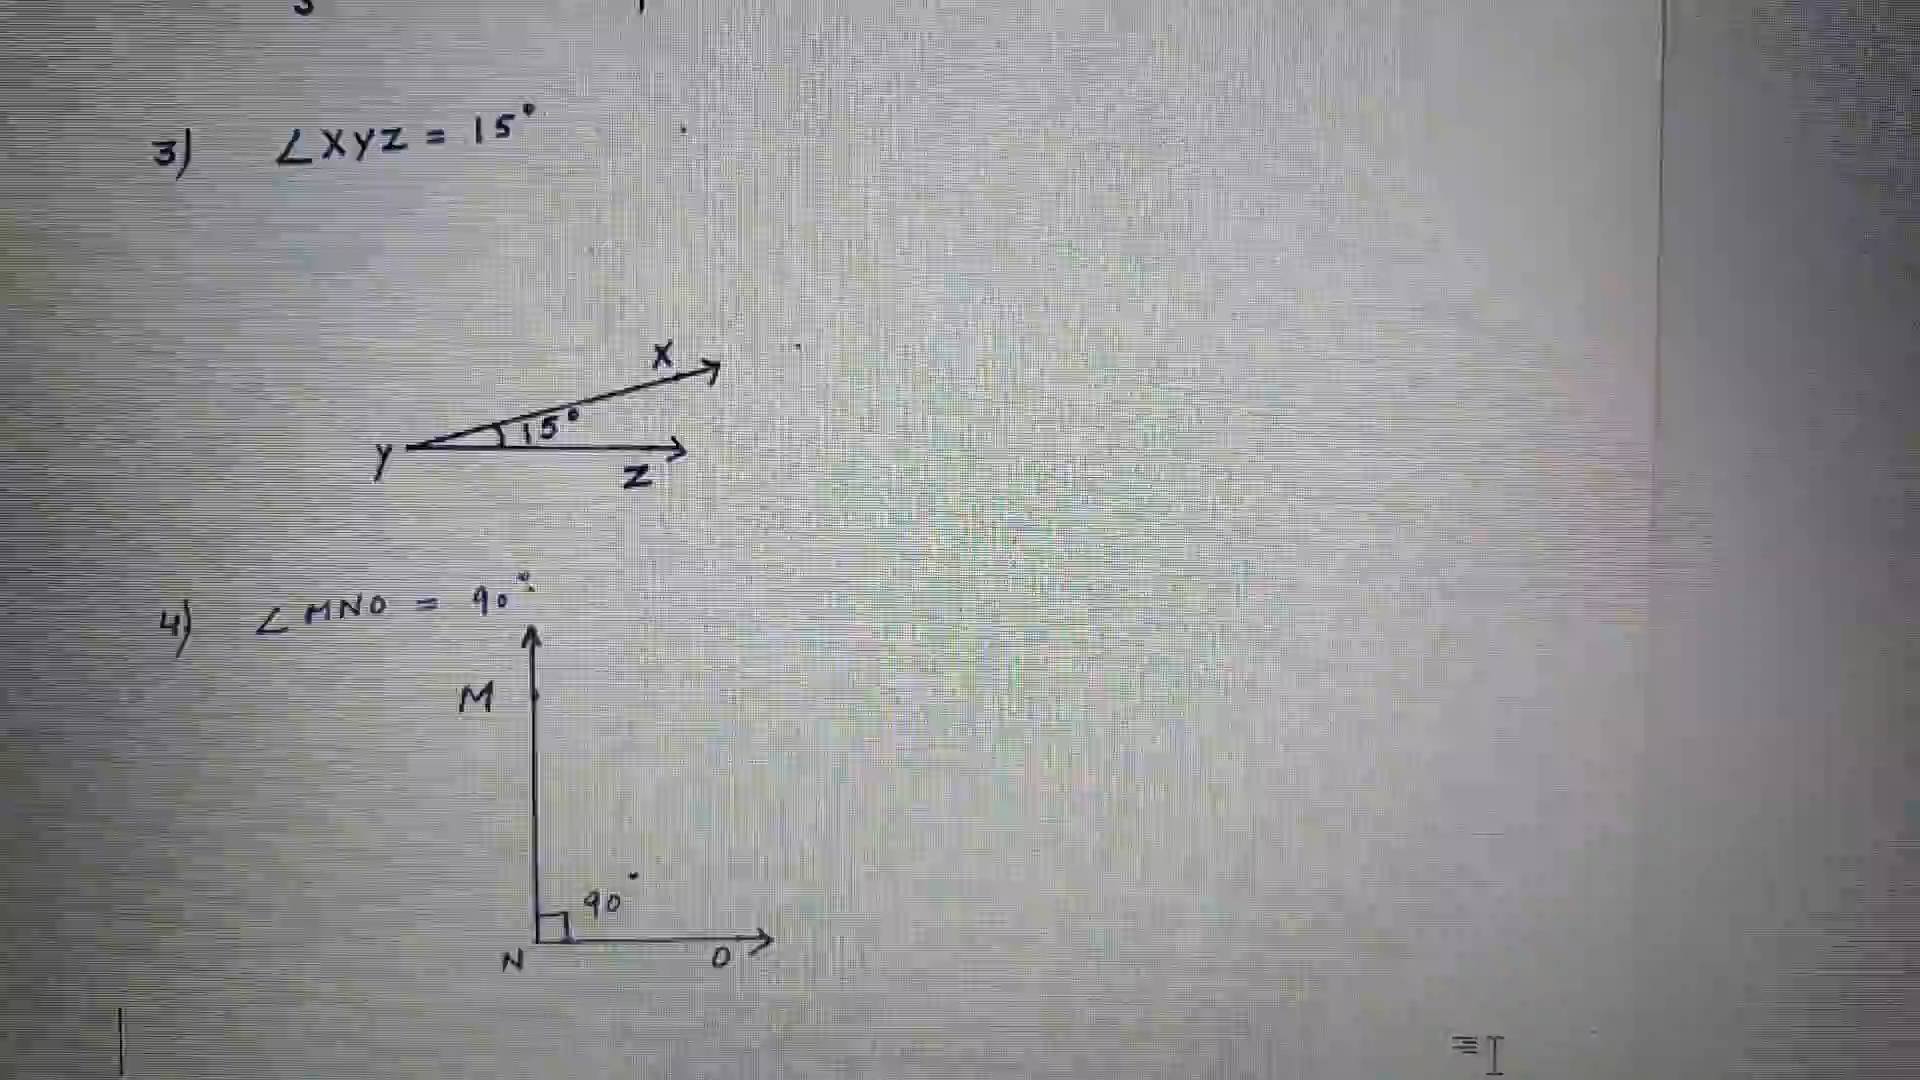 3) ∠XYZ = 15°
X
15°
Y
Z
4) ∠MNO = 90°
M
90°
N
O